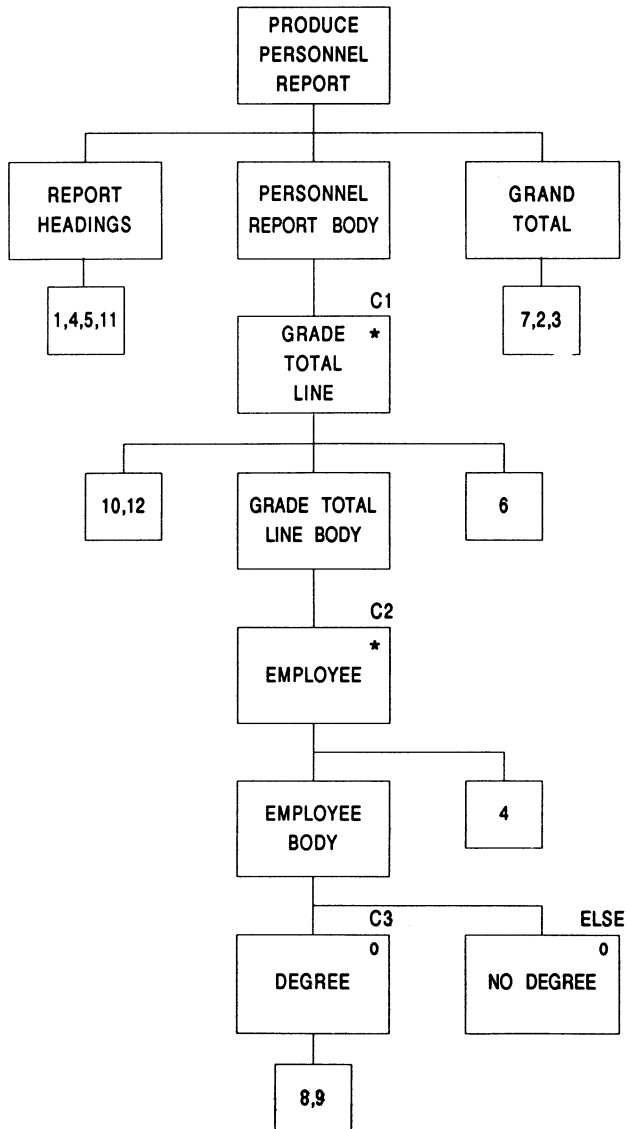 PRODUCE
PERSONNEL
REPORT
REPORT
HEADINGS
PERSONNEL
REPORT BODY
GRAND
TOTAL
1,4,5,11
7,2,3
C1
GRADE *
TOTAL
LINE
10,12
GRADE TOTAL
LINE BODY
6
C2
*
EMPLOYEE
EMPLOYEE
BODY
4
C3
o
DEGREE
ELSE
o
NO DEGREE
8,9